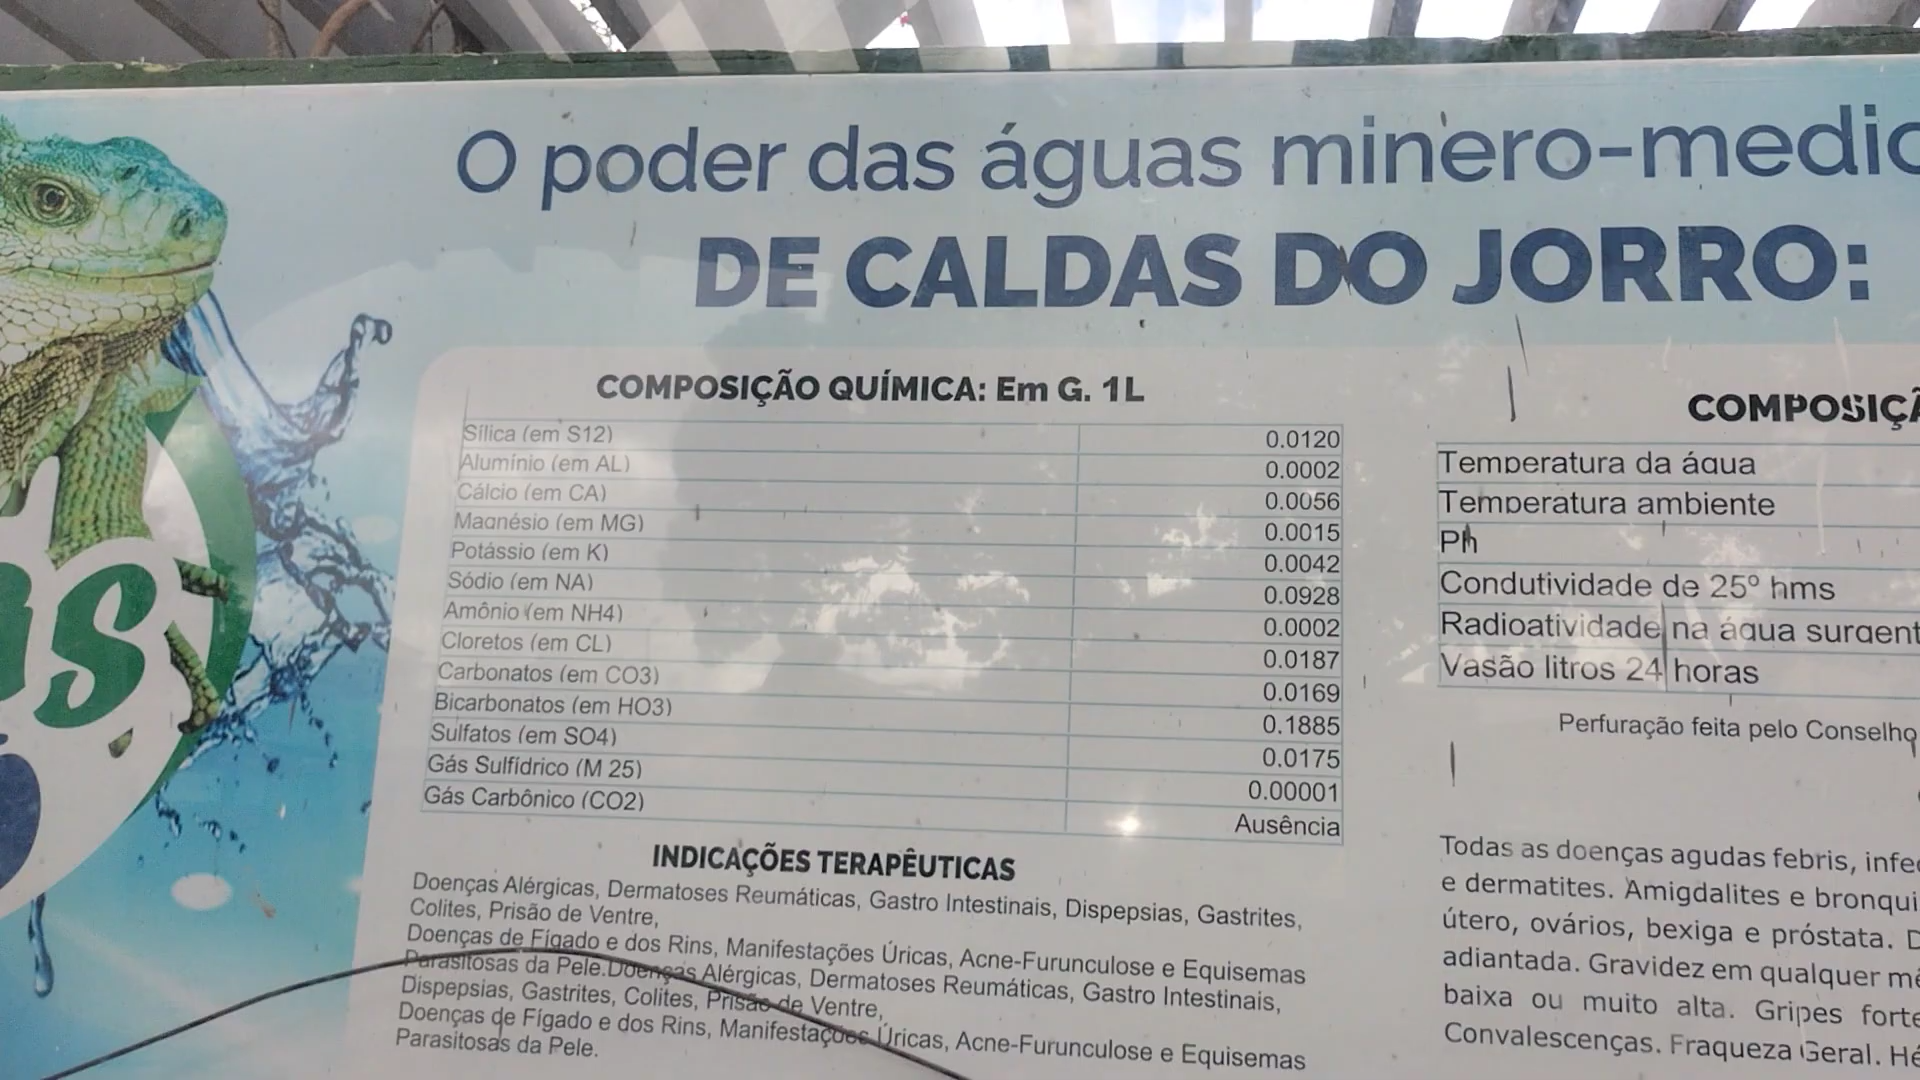 O poder das águas minero-medic
DE CALDAS DO JORRO:
COMPOSIÇÃO QUÍMICA: Em G. 1L
Sílica (em S12) 0.0120
Alumínio (em AL) 0.0002
Cálcio (em CA) 0.0056
Magnésio (em MG) 0.0015
Potássio (em K) 0.0042
Sódio (em NA) 0.0928
Amônio (em NH4) 0.0002
Cloretos (em CL) 0.0187
Carbonatos (em CO3) 0.0169
Bicarbonatos (em HO3) 0.1885
Sulfatos (em SO4) 0.0175
Gás Sulfídrico (M 25) 0.00001
Gás Carbônico (CO2) Ausência
INDICAÇÕES TERAPÊUTICAS
Doenças Alérgicas, Dermatoses Reumáticas, Gastro Intestinais, Dispepsias, Gastrites,
Colites, Prisão de Ventre,
Doenças de Fígado e dos Rins, Manifestações Úricas, Acne-Furunculose e Equisemas
Parasitosas da Pele.Doenças Alérgicas, Dermatoses Reumáticas, Gastro Intestinais,
Dispepsias, Gastrites, Colites, Prisão de Ventre,
Doenças de Fígado e dos Rins, Manifestações Úricas, Acne-Furunculose e Equisemas
Parasitosas da Pele.
COMPOSIÇÃ
Temperatura da água
Temperatura ambiente
Ph
Condutividade de 25º hms
Radioatividade na água surgent
Vasão litros 24 horas
Perfuração feita pelo Conselho
Todas as doenças agudas febris, infec
e dermatites. Amigdalites e bronqui
útero, ovários, bexiga e próstata. D
adiantada. Gravidez em qualquer mê
baixa ou muito alta. Gripes forte
Convalescenças. Fraqueza Geral. Hé